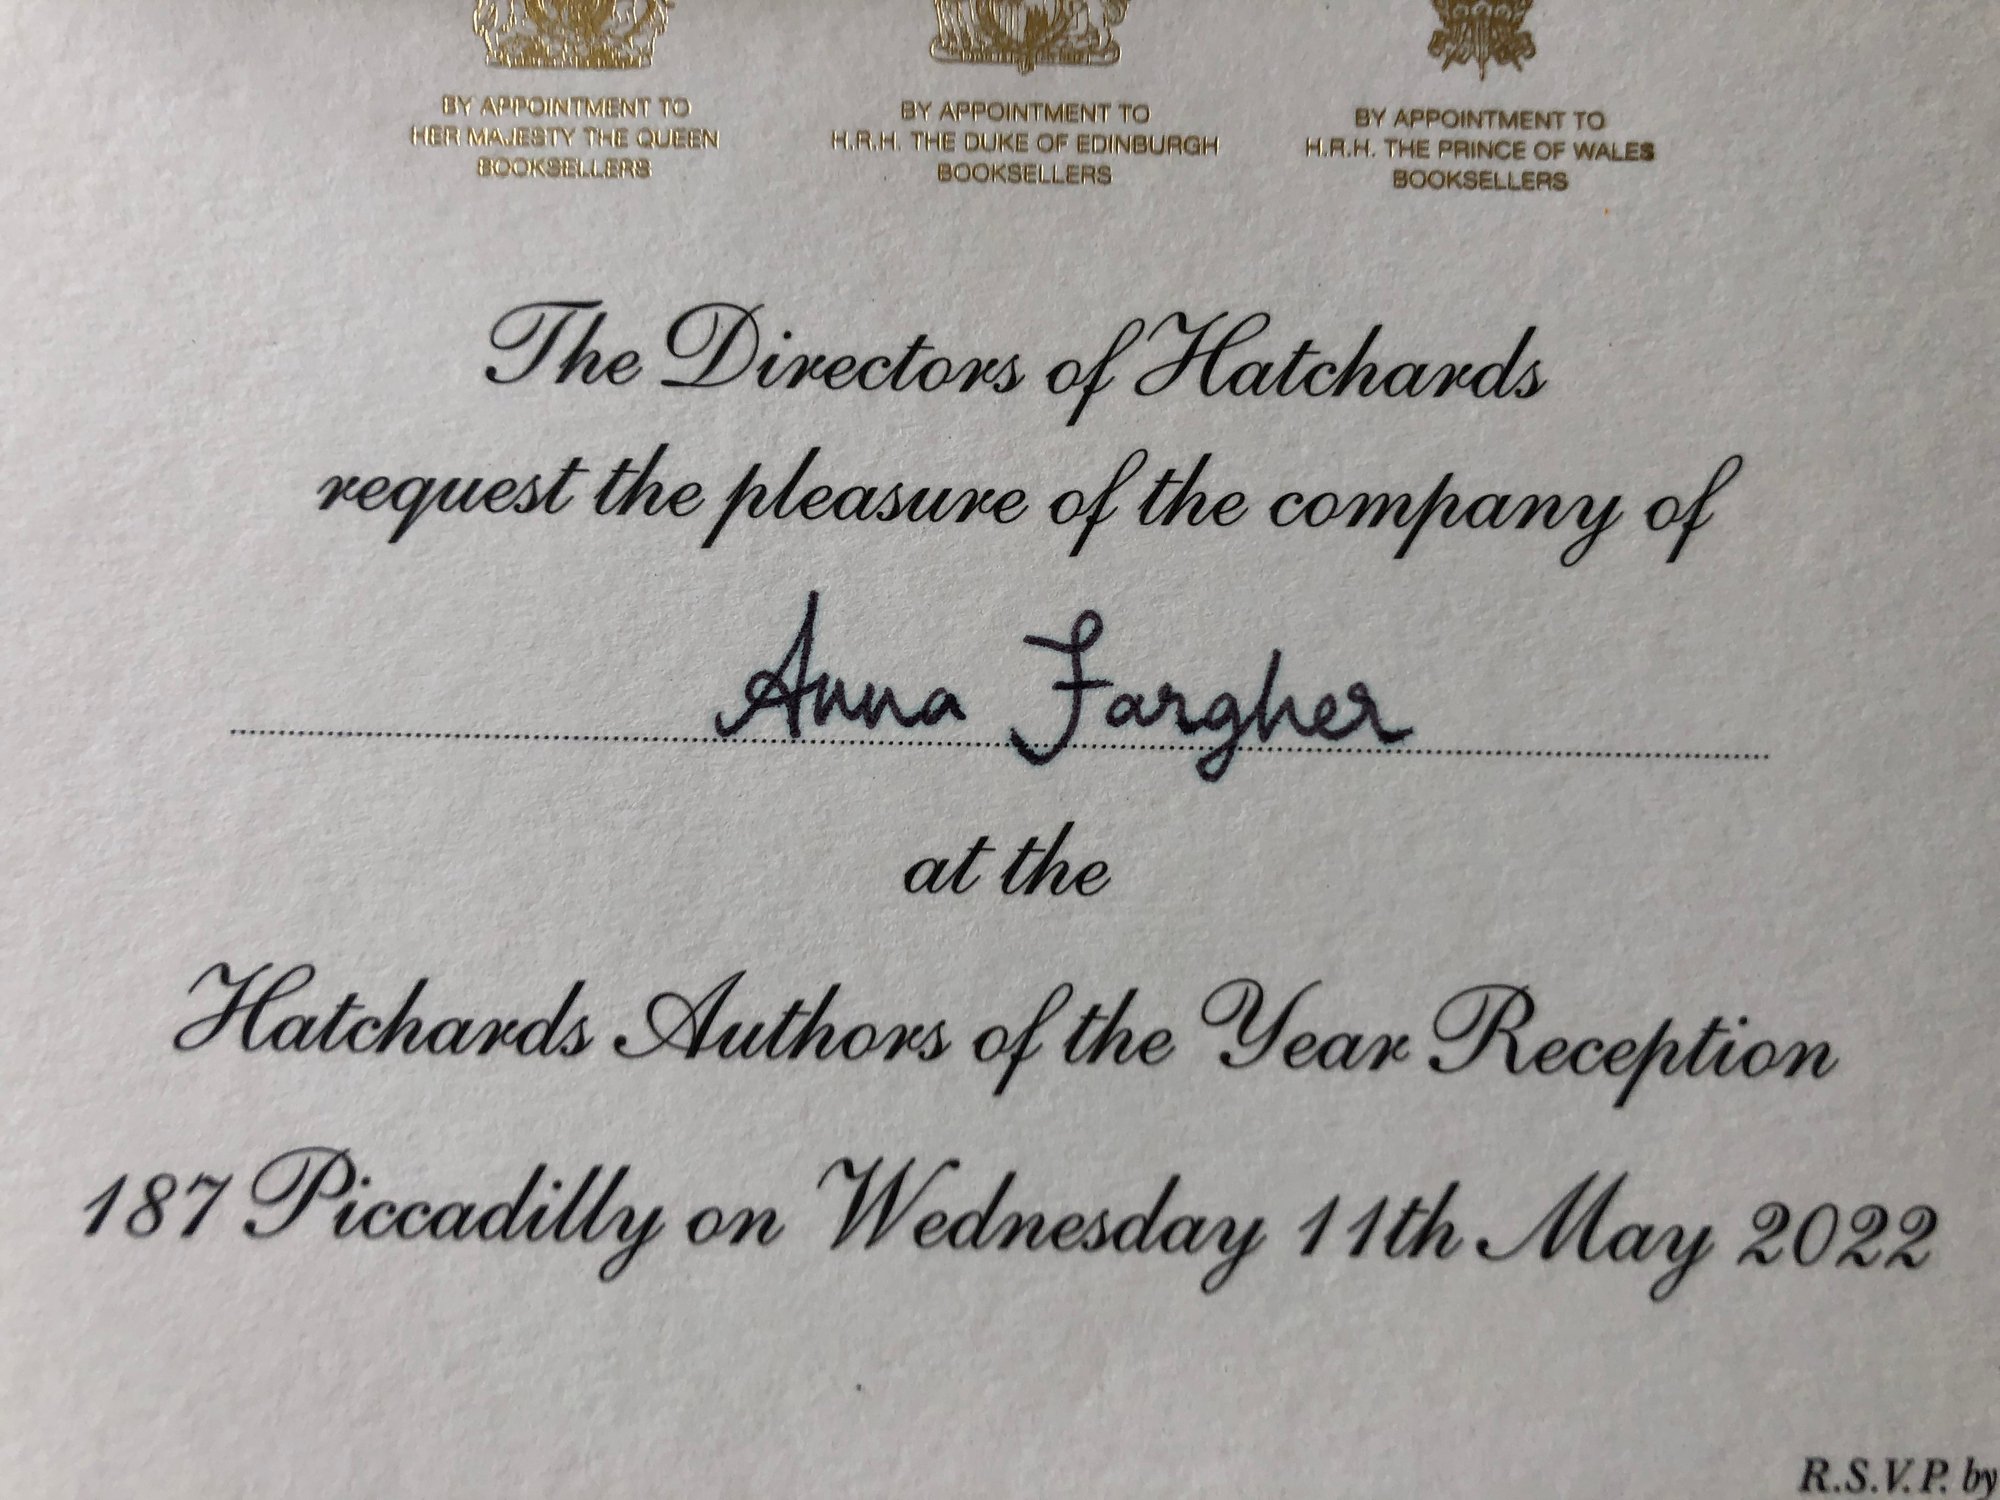 BY APPOINTMENT TO
HER MAJESTY THE QUEEN
BOOKSELLERS
BY APPOINTMENT TO
H.R.H. THE DUKE OF EDINBURGH
BOOKSELLERS
BY APPOINTMENT TO
H.R.H. THE PRINCE OF WALES
BOOKSELLERS
The Directors of Hatchards
request the pleasure of the company of
Anna Fargher
at the
Hatchards Authors of the Year Reception
187 Piccadilly on Wednesday 11th May 2022
R.S.V.P. by